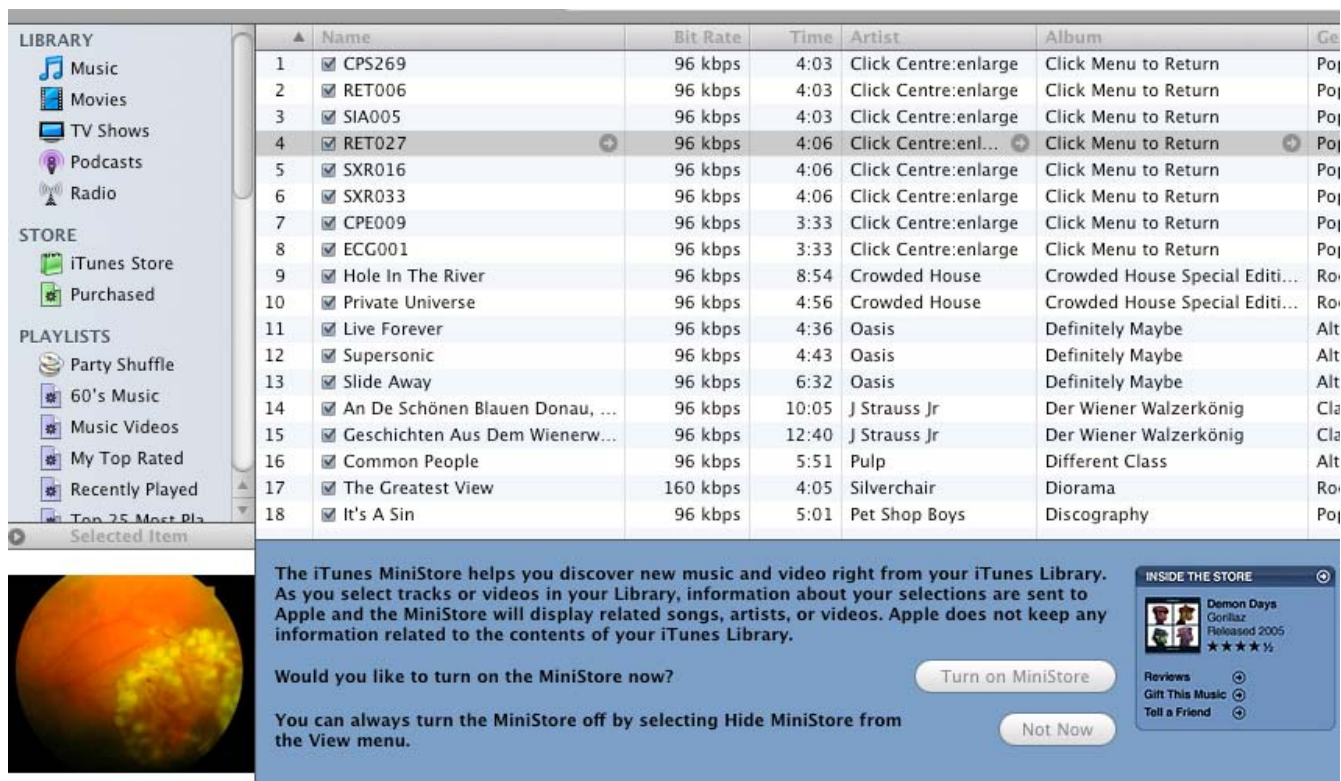 LIBRARY
Music
Movies
TV Shows
Podcasts
Radio
STORE
iTunes Store
Purchased
PLAYLISTS
Party Shuffle
60's Music
Music Videos
My Top Rated
Recently Played
Top 25 Most Pla
Selected Item
Name Bit Rate Time Artist Album Ge
1 CPS269 96 kbps 4:03 Click Centre:enlarge Click Menu to Return Pop
2 RET006 96 kbps 4:03 Click Centre:enlarge Click Menu to Return Pop
3 SIA005 96 kbps 4:03 Click Centre:enlarge Click Menu to Return Pop
4 RET027 96 kbps 4:06 Click Centre:enl... Click Menu to Return Pop
5 SXR016 96 kbps 4:06 Click Centre:enlarge Click Menu to Return Pop
6 SXR033 96 kbps 4:06 Click Centre:enlarge Click Menu to Return Pop
7 CPE009 96 kbps 3:33 Click Centre:enlarge Click Menu to Return Pop
8 ECG001 96 kbps 3:33 Click Centre:enlarge Click Menu to Return Pop
9 Hole In The River 96 kbps 8:54 Crowded House Crowded House Special Editi... Ro
10 Private Universe 96 kbps 4:56 Crowded House Crowded House Special Editi... Ro
11 Live Forever 96 kbps 4:36 Oasis Definitely Maybe Alt
12 Supersonic 96 kbps 4:43 Oasis Definitely Maybe Alt
13 Slide Away 96 kbps 6:32 Oasis Definitely Maybe Alt
14 An De Schönen Blauen Donau, ... 96 kbps 10:05 J Strauss Jr Der Wiener Walzerkönig Cla
15 Geschichten Aus Dem Wienerw... 96 kbps 12:40 J Strauss Jr Der Wiener Walzerkönig Cla
16 Common People 96 kbps 5:51 Pulp Different Class Alt
17 The Greatest View 160 kbps 4:05 Silverchair Diorama Ro
18 It's A Sin 96 kbps 5:01 Pet Shop Boys Discography Pop
The iTunes MiniStore helps you discover new music and video right from your iTunes Library.
As you select tracks or videos in your Library, information about your selections are sent to
Apple and the MiniStore will display related songs, artists, or videos. Apple does not keep any
information related to the contents of your iTunes Library.
Would you like to turn on the MiniStore now?
Turn on MiniStore
You can always turn the MiniStore off by selecting Hide MiniStore from
the View menu.
Not Now
INSIDE THE STORE
Demon Days
Gorillaz
Released 2005
★★★★½
Reviews
Gift This Music
Tell a Friend